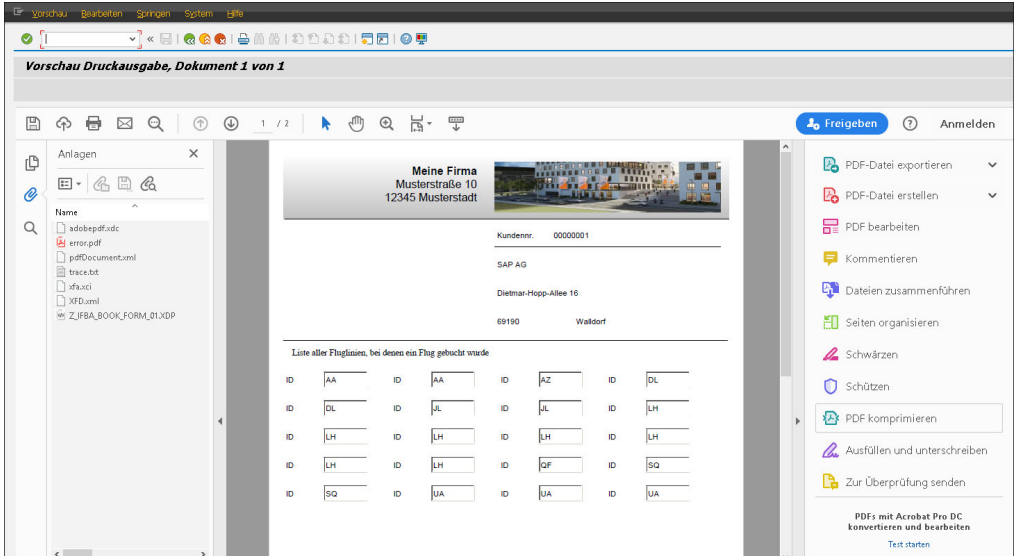 Vorschau Bearbeiten Springen System Hilfe
Vorschau Druckausgabe, Dokument 1 von 1
1 / 2
Freigeben
Anmelden
Anlagen
Name
adobepdf.xdc
error.pdf
pdfDocument.xml
trace.txt
xfa.xci
XFD.xml
Z_IFBA_BOOK_FORM_01.XDP
Meine Firma
Musterstraße 10
12345 Musterstadt
Kundennr. 00000001
SAP AG
Dietmar-Hopp-Allee 16
69190 Walldorf
Liste aller Fluglinien, bei denen ein Flug gebucht wurde
ID AA ID AA ID AZ ID DL
ID DL ID JL ID JL ID LH
ID LH ID LH ID LH ID LH
ID LH ID LH ID QF ID SQ
ID SQ ID UA ID UA ID UA
PDF-Datei exportieren
PDF-Datei erstellen
PDF bearbeiten
Kommentieren
Dateien zusammenführen
Seiten organisieren
Schwärzen
Schützen
PDF komprimieren
Ausfüllen und unterschreiben
Zur Überprüfung senden
PDFs mit Acrobat Pro DC
konvertieren und bearbeiten
Test starten